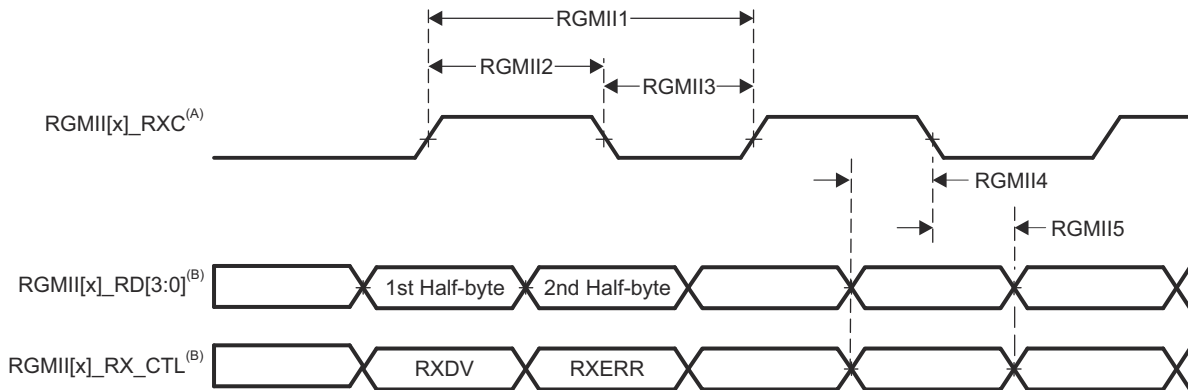 RGMII1
RGMII2
RGMII3
RGMII[x]_RXC(A)
RGMII4
RGMII5
RGMII[x]_RD[3:0](B)
1st Half-byte
2nd Half-byte
RGMII[x]_RX_CTL(B)
RXDV
RXERR